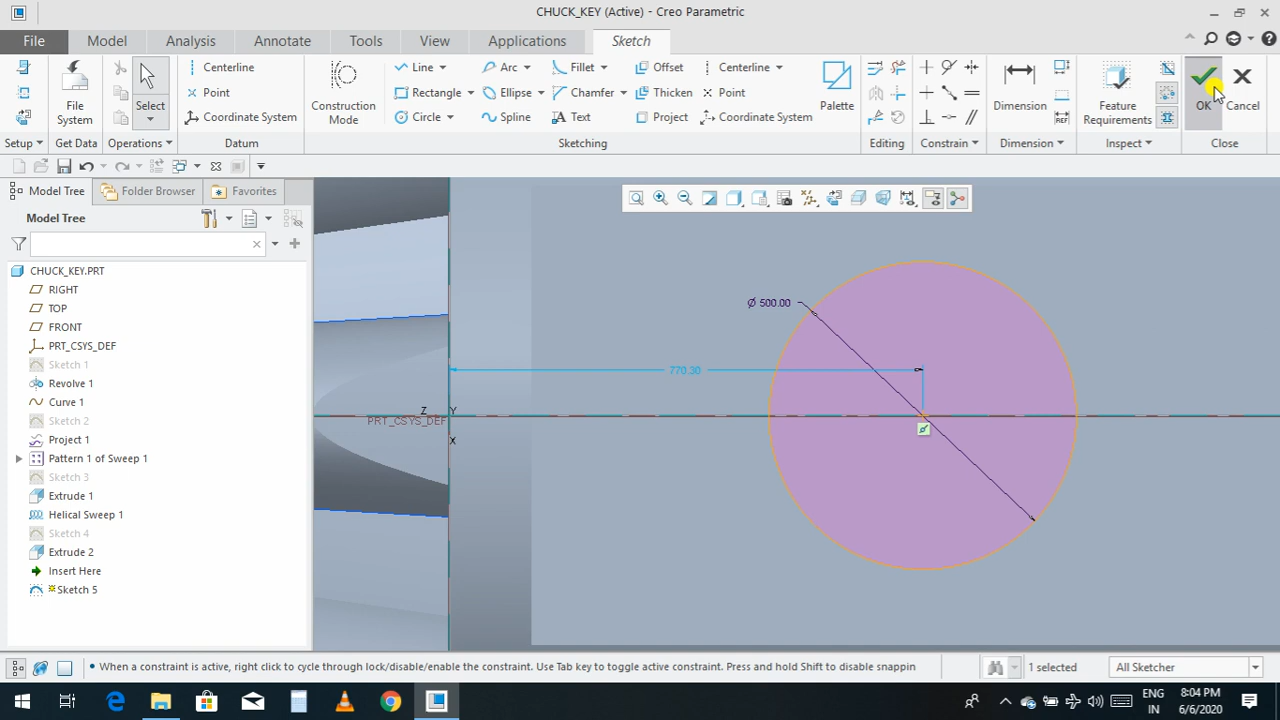 CHUCK_KEY (Active) - Creo Parametric
File Model Analysis Annotate Tools View Applications Sketch
File System
Select
Centerline
Point
Coordinate System
Construction Mode
Line Arc Fillet Offset Centerline
Rectangle Ellipse Chamfer Thicken Point
Circle Spline Text Project Coordinate System
Palette
Dimension
Feature Requirements
OK
Cancel
Setup Get Data Operations Datum Sketching Editing Constrain Dimension Inspect Close
Model Tree Folder Browser Favorites
Model Tree
CHUCK_KEY.PRT
RIGHT
TOP
FRONT
PRT_CSYS_DEF
Sketch 1
Revolve 1
Curve 1
Sketch 2
Project 1
Pattern 1 of Sweep 1
Sketch 3
Extrude 1
Helical Sweep 1
Sketch 4
Extrude 2
Insert Here
Sketch 5
Ø 500.00
770.30
Z Y
PRT_CSYS_DEF
X
When a constraint is active, right click to cycle through lock/disable/enable the constraint. Use Tab key to toggle active constraint. Press and hold Shift to disable snappin
1 selected
All Sketcher
ENG 8:04 PM
IN 6/6/2020